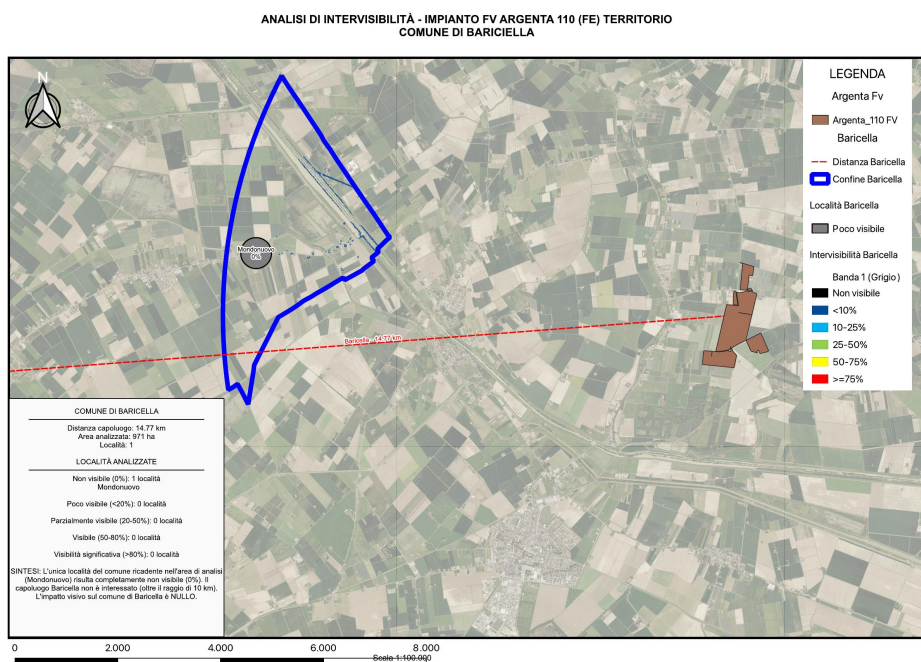 ANALISI DI INTERVISIBILITÀ - IMPIANTO FV ARGENTA 110 (FE) TERRITORIO
COMUNE DI BARICIELLA
N
LEGENDA
Argenta Fv
Argenta_110 FV
Baricella
Distanza Baricella
Confine Baricella
Località Baricella
Poco visibile
Intervisibilità Baricella
Banda 1 (Grigio)
Non visibile
<10%
10-25%
25-50%
50-75%
>=75%
Mondonuovo
0%
Baricella - 14.77 km
COMUNE DI BARICELLA
Distanza capoluogo: 14.77 km
Area analizzata: 971 ha
Località: 1
LOCALITÀ ANALIZZATE
Non visibile (0%): 1 località
Mondonuovo
Poco visibile (<20%): 0 località
Parzialmente visibile (20-50%): 0 località
Visibile (50-80%): 0 località
Visibilità significativa (>80%): 0 località
SINTESI: L'unica località del comune ricadente nell'area di analisi
(Mondonuovo) risulta completamente non visibile (0%). Il
capoluogo Baricella non è interessato (oltre il raggio di 10 km).
L'impatto visivo sul comune di Baricella è NULLO.
0 2.000 4.000 6.000 8.000
Scale 1:100.000